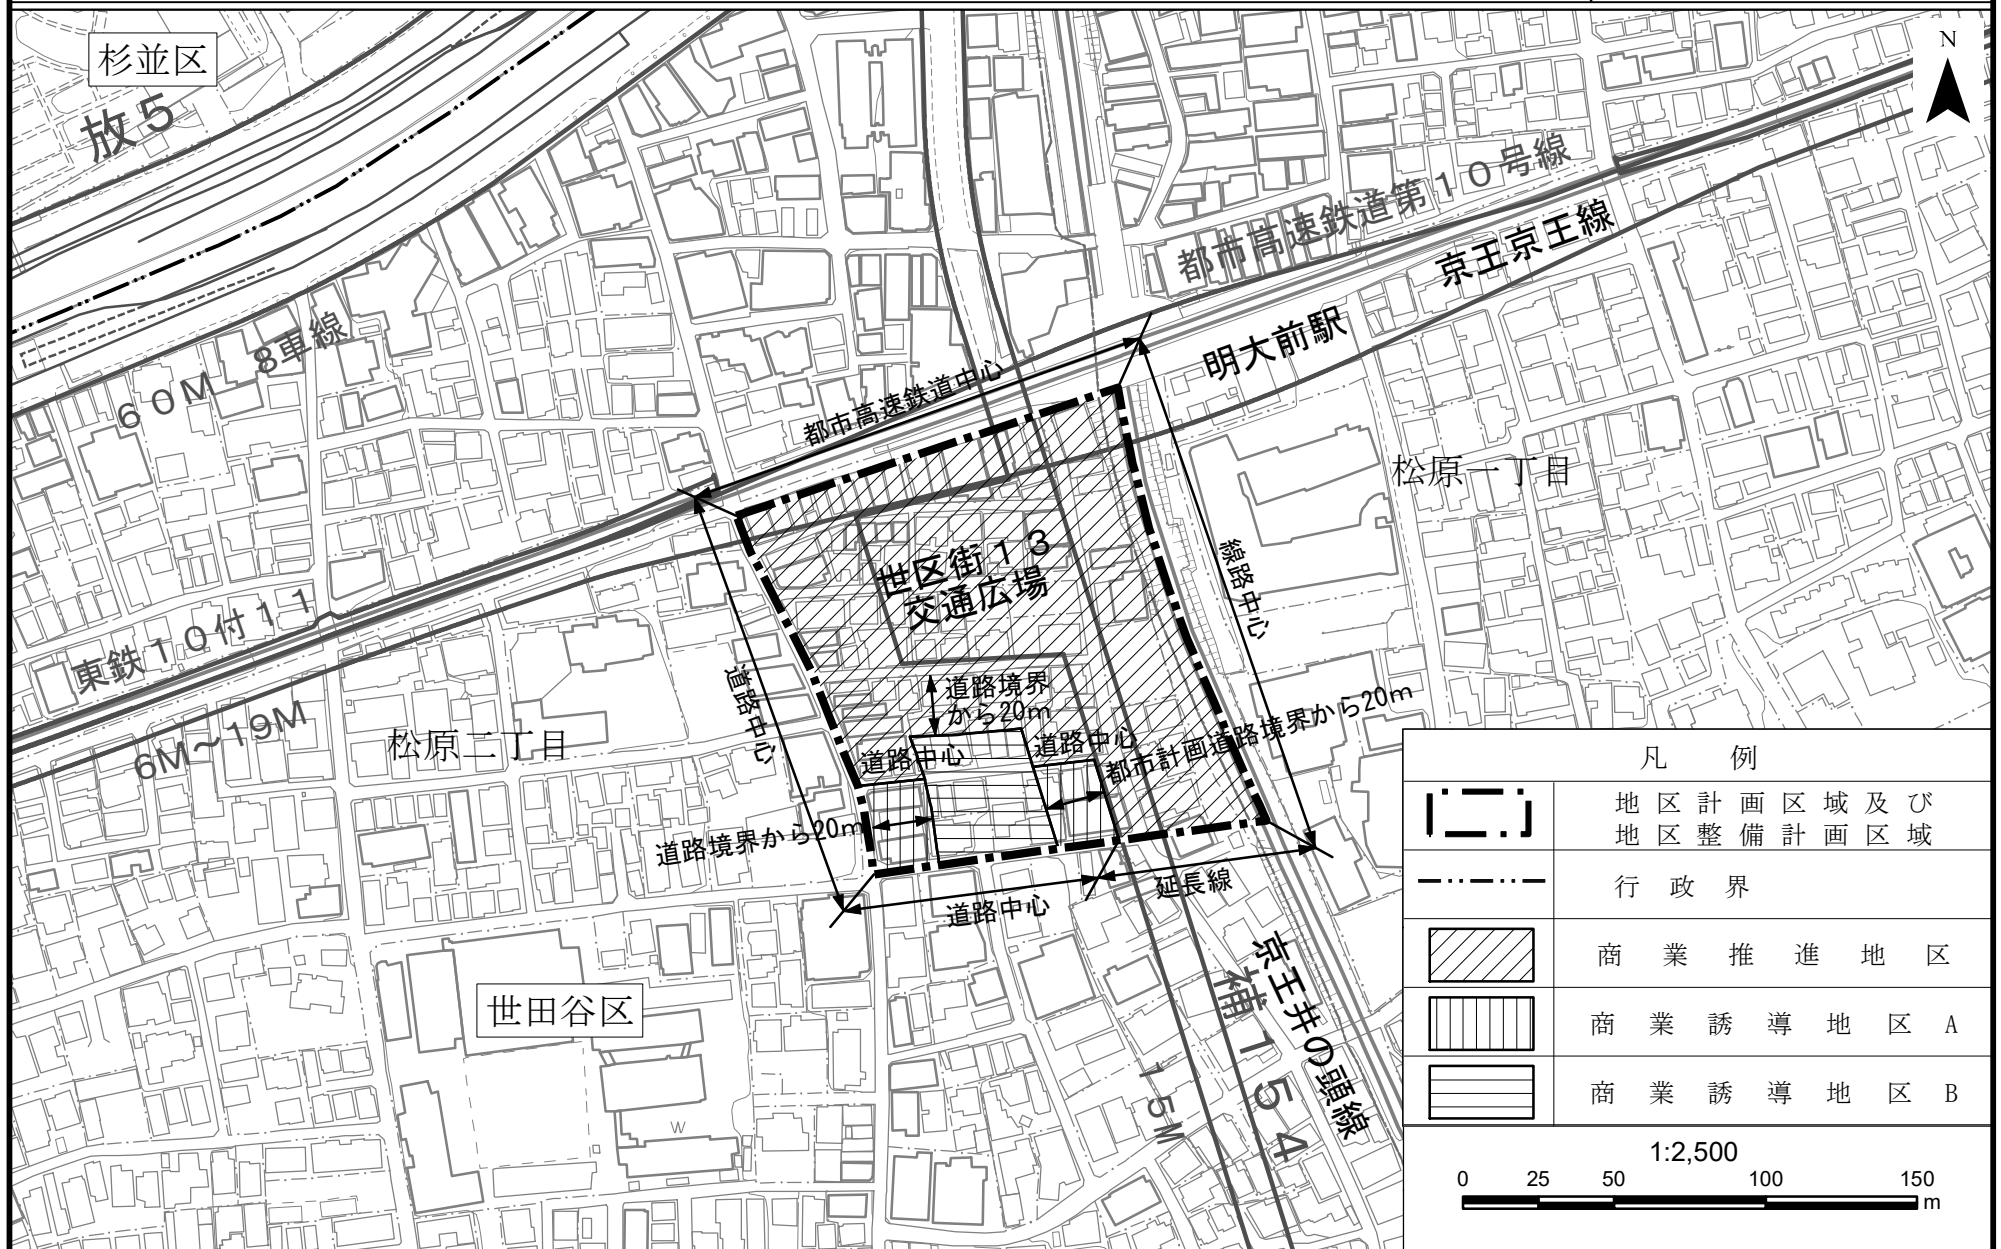 杉並区
放5
N
都市高速鉄道第10号線
京王京王線
明大前駅
60M 8車線
都市高速鉄道中心
松原一丁目
世区街13
交通広場
線路中心
東鉄10付11
6M～19M
松原二丁目
道路中心
道路境界
から20m
道路中心
道路中心
都市計画道路境界から20m
道路境界から20m
延長線
道路中心
世田谷区
京王井の頭線
補154
15M
W
凡例
地区計画区域及び
地区整備計画区域
行政界
商業推進地区
商業誘導地区A
商業誘導地区B
1:2,500
0 25 50 100 150
m